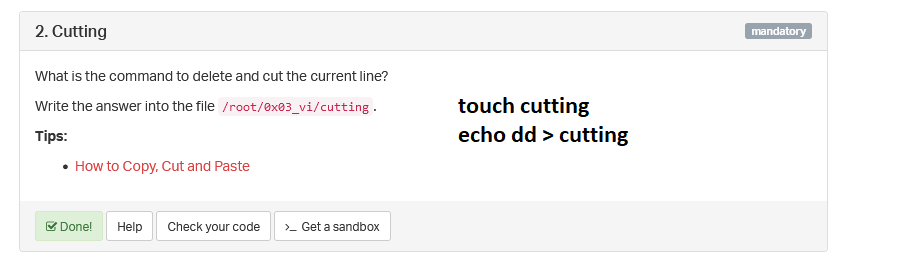 2. Cutting
mandatory
What is the command to delete and cut the current line?
Write the answer into the file /root/0x03_vi/cutting.
touch cutting
echo dd > cutting
Tips:
• How to Copy, Cut and Paste
Done! Help Check your code >_ Get a sandbox